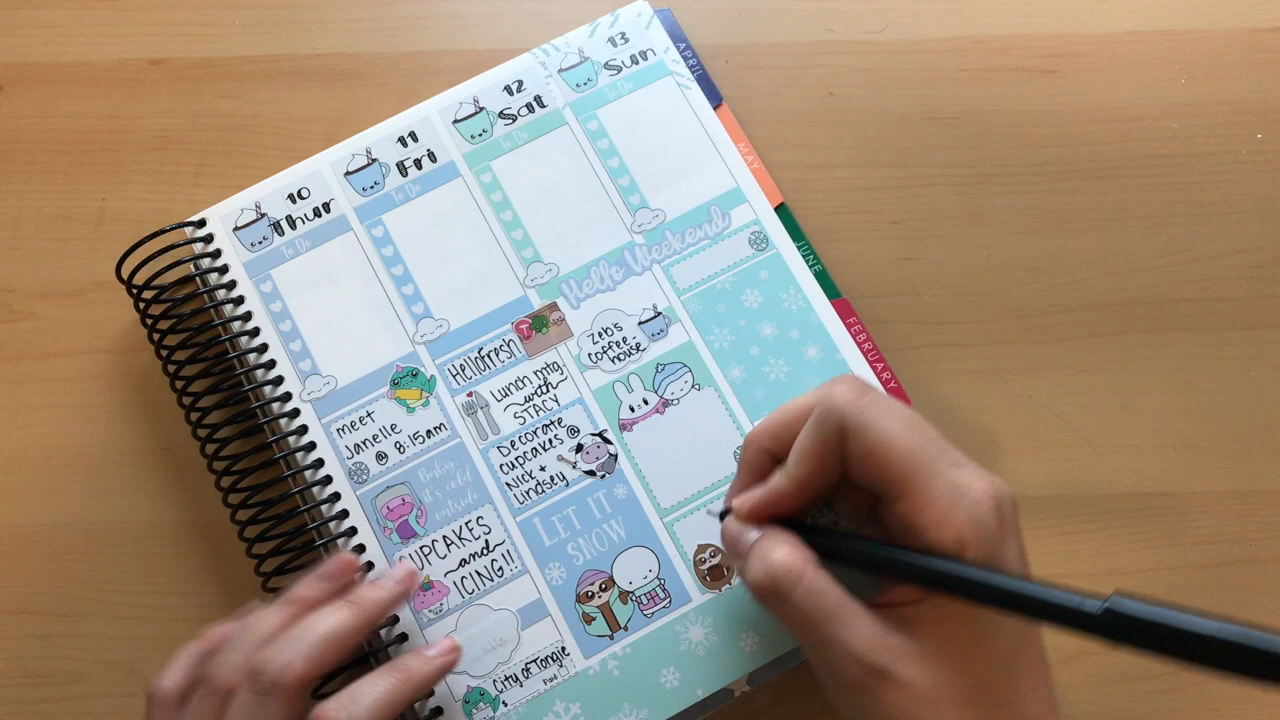 10
Thur
To Do
meet
Janelle
@ 8:15am
Baby,
it's cold
outside
CUPCAKES
and
ICING!!
City of Tongie
Paid
$
11
Fri
To Do
HelloFresh
Lunch mtg
with
STACY
Decorate
cupcakes @
Nick +
Lindsey
LET IT
SNOW
12
Sat
To Do
Hello Weekend
Zeb's
coffee-
house
13
Sun
To Do
APRIL
MAY
JUNE
FEBRUARY